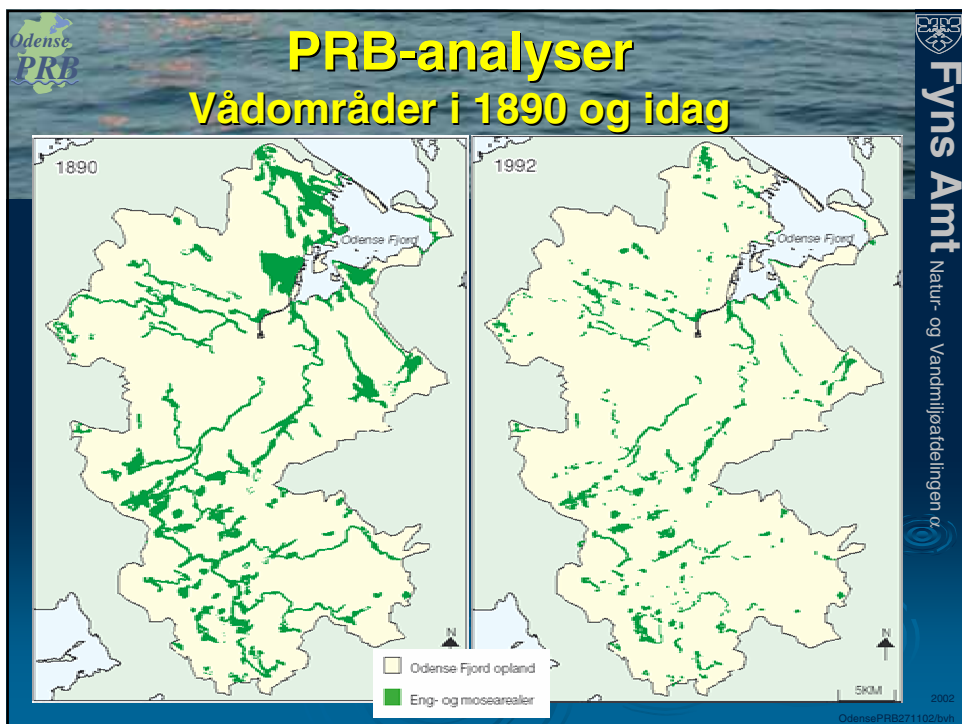 Odense
PRB
PRB-analyser
Vådområder i 1890 og idag
1890
Odense Fjord
1992
Odense Fjord
N
N
5KM
Odense Fjord opland
Eng- og mosearealer
Fyns Amt Natur- og Vandmiljøafdelingen α
2002
OdensePRB271102/bvh